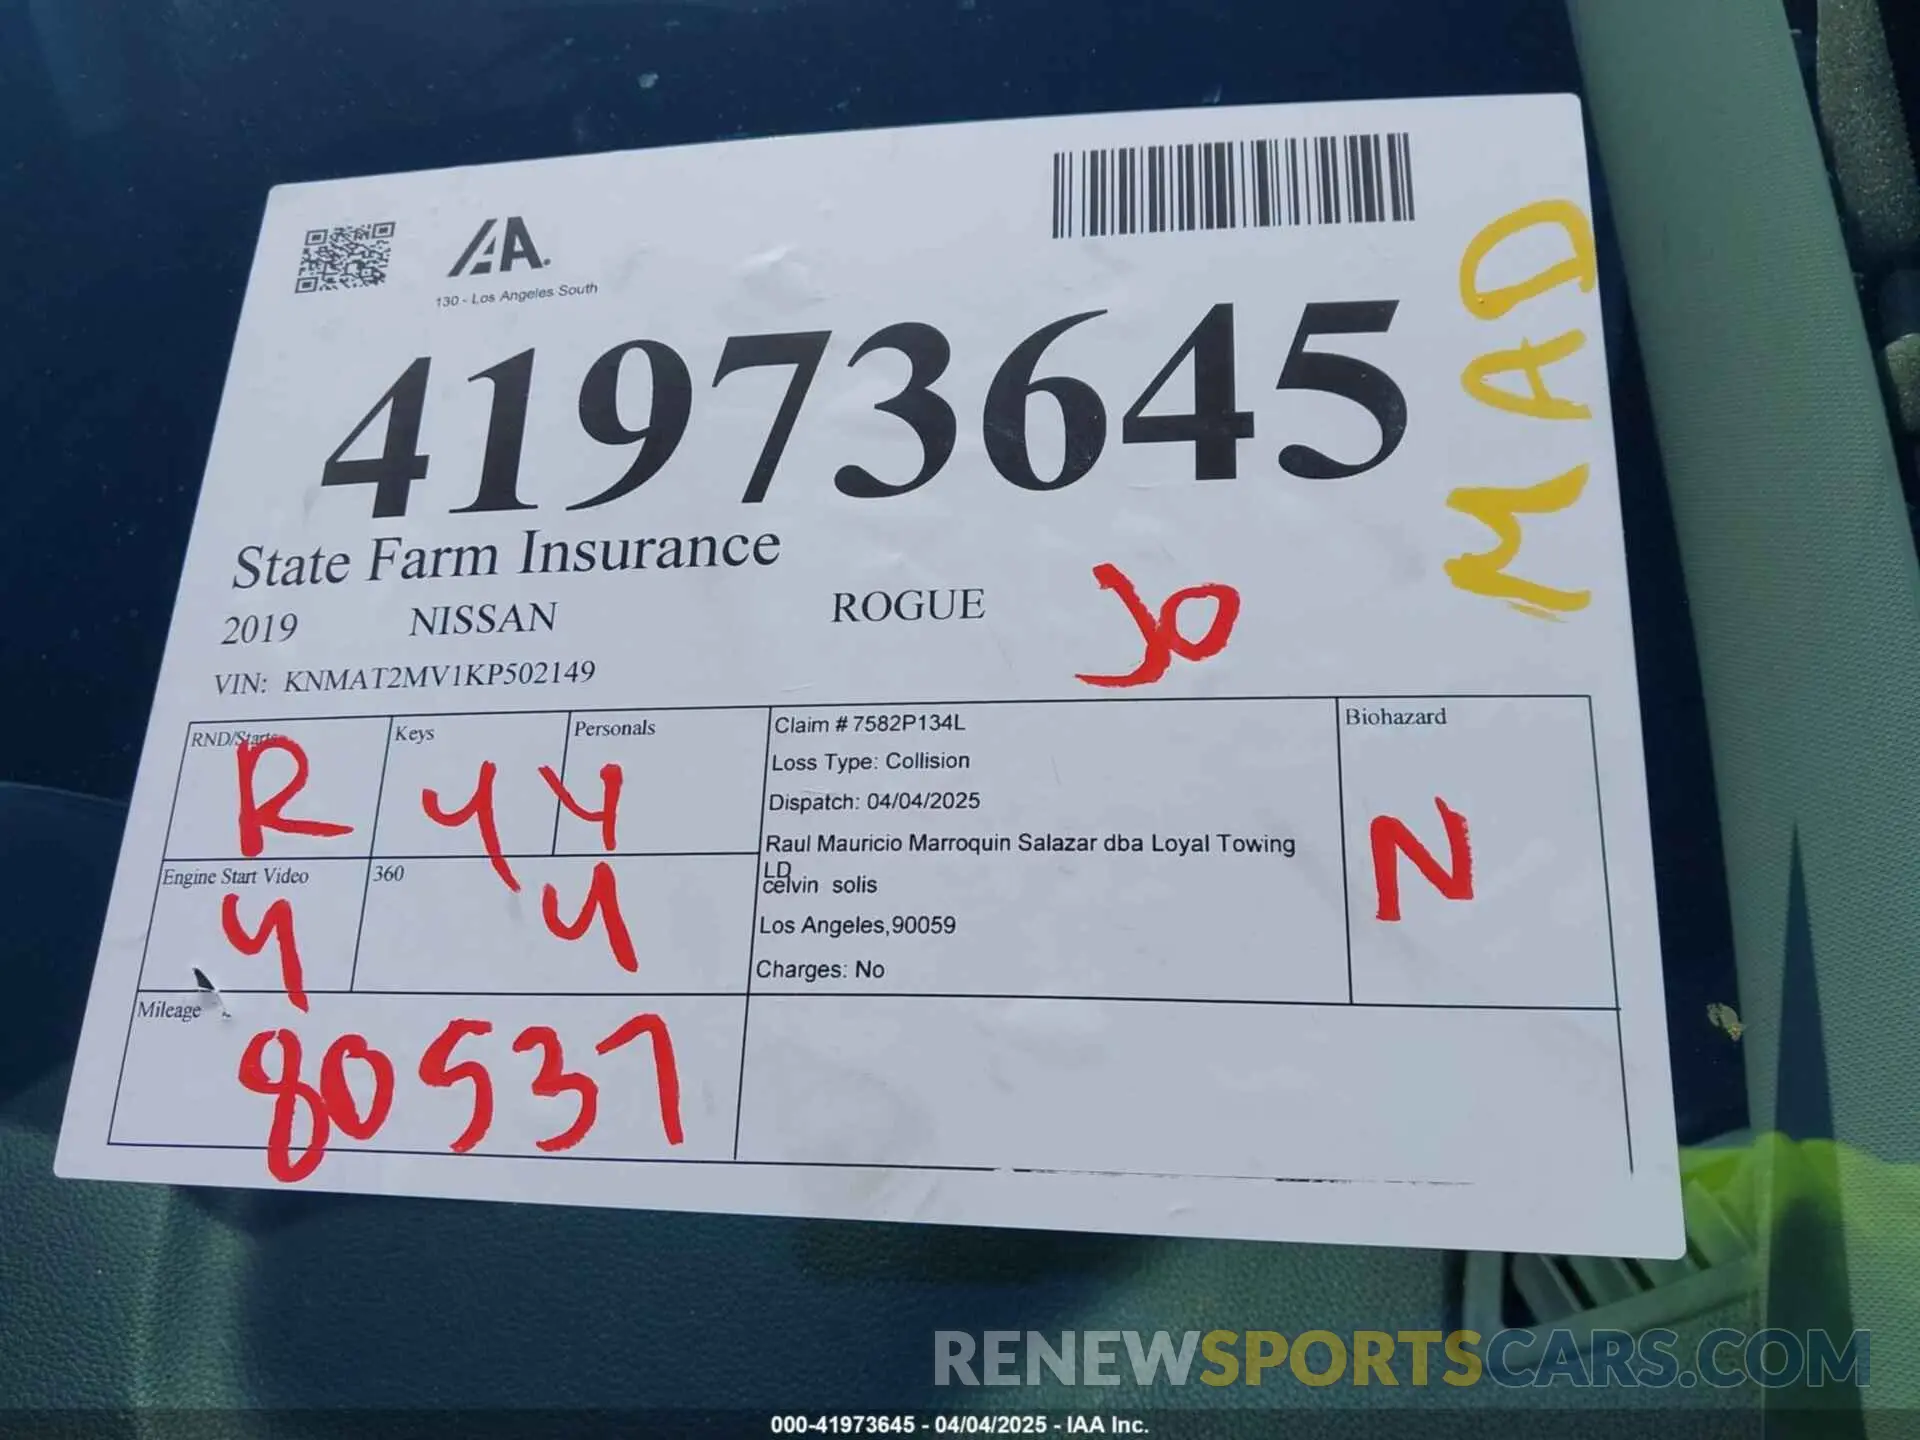 IAA.
130 - Los Angeles South
41973645
MAD
State Farm Insurance
2019 NISSAN ROGUE
JO
VIN: KNMAT2MV1KP502149
RND/Starts
R
Keys
Y
Personals
Y
Engine Start Video
Y
360
Y
Mileage
80537
Claim # 7582P134L
Loss Type: Collision
Dispatch: 04/04/2025
Raul Mauricio Marroquin Salazar dba Loyal Towing
LD
celvin solis
Los Angeles,90059
Charges: No
Biohazard
N
RENEWSPORTSCARS.COM
000-41973645 - 04/04/2025 - IAA Inc.